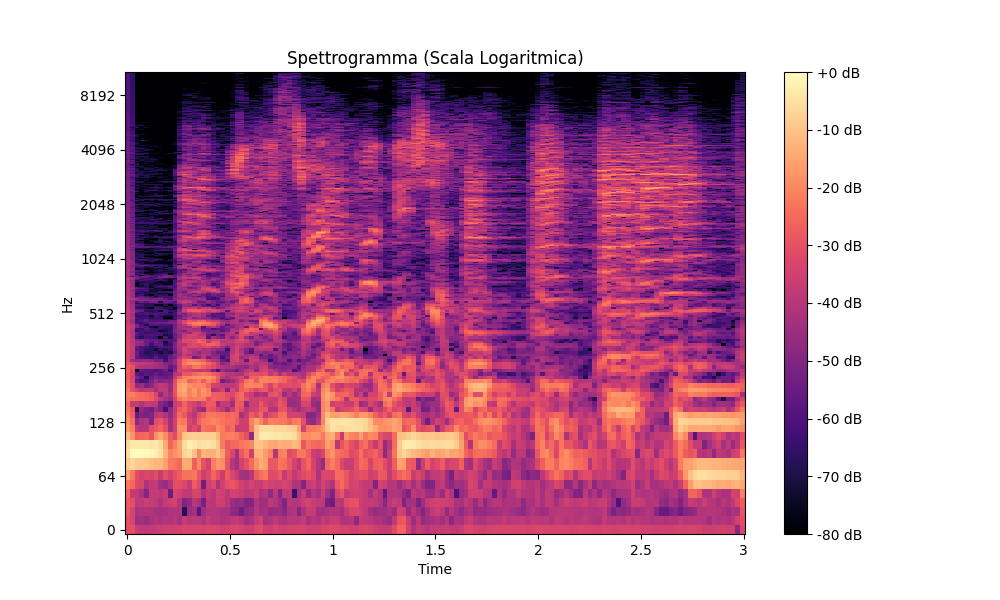 Spettrogramma (Scala Logaritmica)
8192
4096
2048
1024
512
256
128
64
0
Hz
0 0.5 1 1.5 2 2.5 3
Time
+0 dB
-10 dB
-20 dB
-30 dB
-40 dB
-50 dB
-60 dB
-70 dB
-80 dB